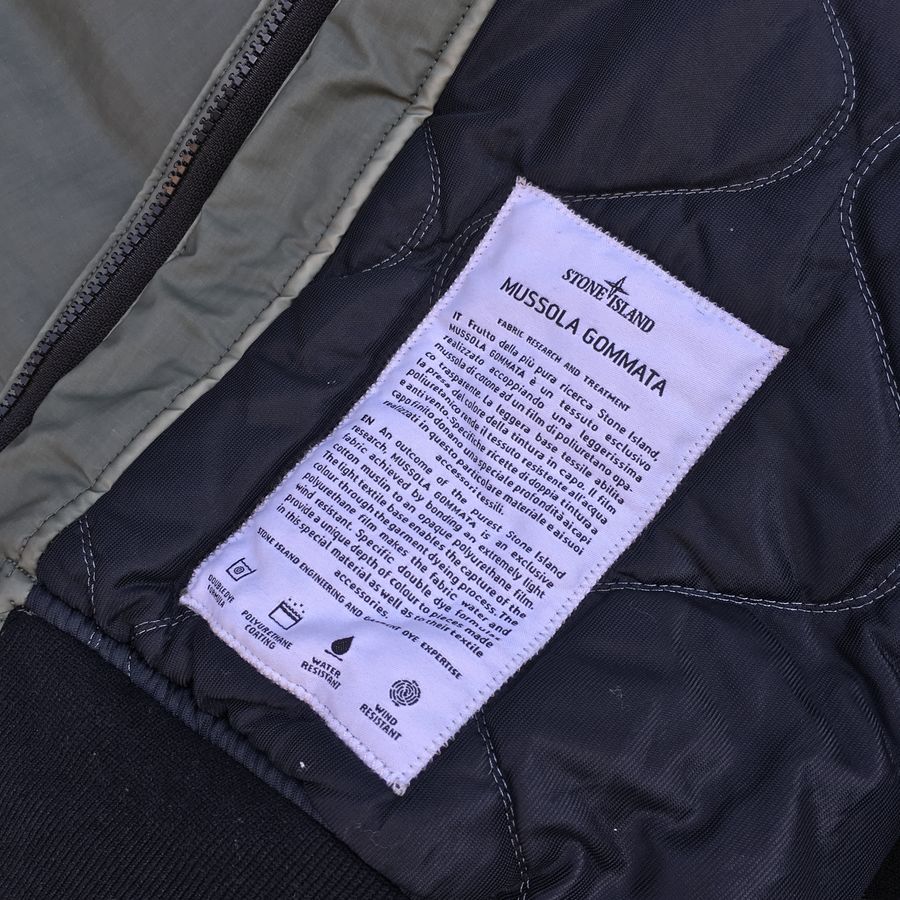 STONE ISLAND
MUSSOLA GOMMATA
FABRIC RESEARCH AND TREATMENT
IT Frutto della più pura ricerca Stone Island,
MUSSOLA GOMMATA è un tessuto esclusivo
realizzato accoppiando una leggerissima
mussola di cotone ad un film di poliuretano opa-
co trasparente. La leggera base tessile abilita
la presa del colore della tintura in capo. Il film
poliuretanico rende il tessuto resistente all'acqua
e antivento. Specifiche ricette di doppia tintura a
capo finito donano una speciale profondità ai capi
realizzati in questo particolare materiale e ai suoi
accessori tessili.
EN An outcome of the purest Stone Island
research, MUSSOLA GOMMATA is an exclusive
fabric achieved by bonding an extremely light
cotton muslin to an opaque polyurethane film.
The light textile base enables the capture of the
colour through the garment dyeing process. The
polyurethane film makes the fabric water and
wind resistant. Specific double dye formulas
provide a unique depth of colour to pieces made
in this special material as well as to their textile
accessories.
STONE ISLAND ENGINEERING AND GARMENT DYE EXPERTISE
DOUBLE DYE
FORMULA
POLYURETHANE
COATING
WATER
RESISTANT
WIND
RESISTANT